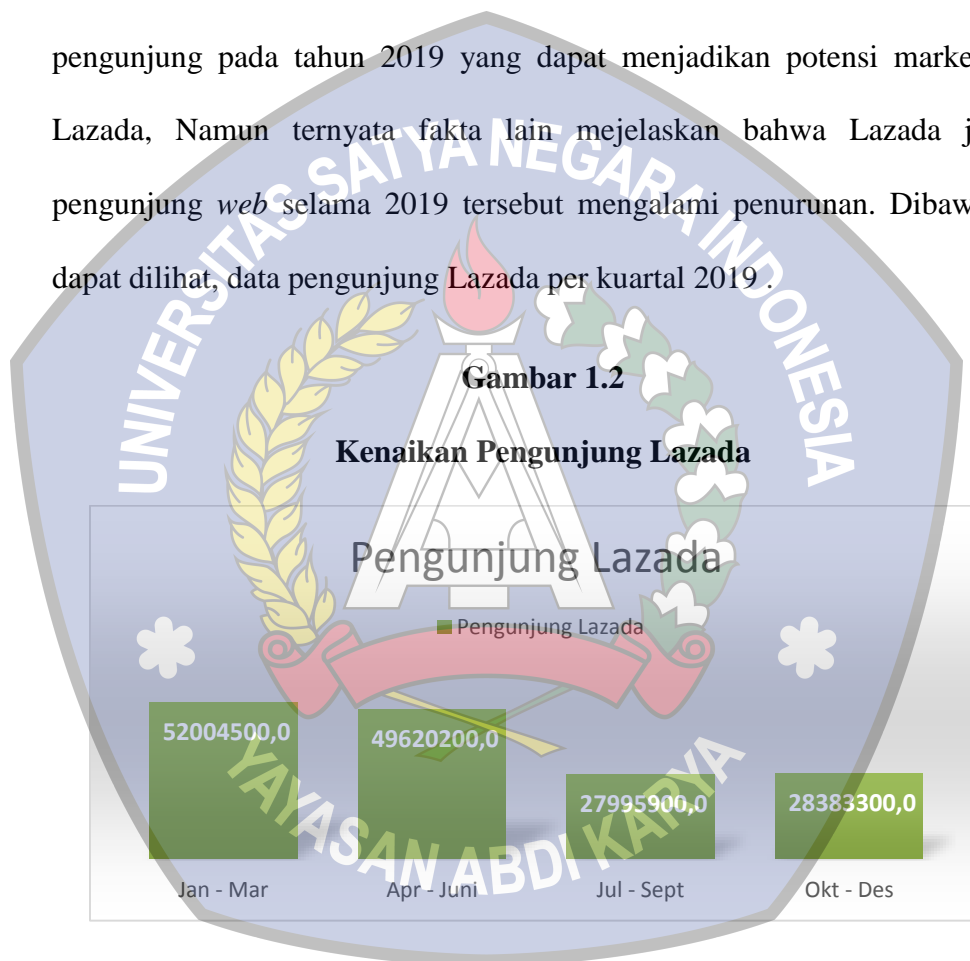 pengunjung pada tahun 2019 yang dapat menjadikan potensi marke
Lazada, Namun ternyata fakta lain mejelaskan bahwa Lazada j
pengunjung web selama 2019 tersebut mengalami penurunan. Dibaw
dapat dilihat, data pengunjung Lazada per kuartal 2019 .
UNIVERSITAS SATYA NEGARA INDONESIA
Gambar 1.2
Kenaikan Pengunjung Lazada
Pengunjung Lazada
Pengunjung Lazada
52004500,0 49620200,0 27995900,0 28383300,0
Jan - Mar Apr - Juni Jul - Sept Okt - Des
YAYASAN ABDI KARYA